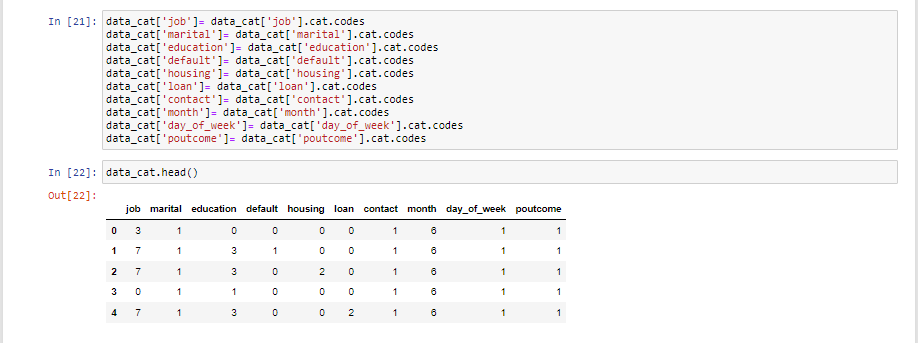 In [21]: data_cat['job']= data_cat['job'].cat.codes
data_cat['marital']= data_cat['marital'].cat.codes
data_cat['education']= data_cat['education'].cat.codes
data_cat['default']= data_cat['default'].cat.codes
data_cat['housing']= data_cat['housing'].cat.codes
data_cat['loan']= data_cat['loan'].cat.codes
data_cat['contact']= data_cat['contact'].cat.codes
data_cat['month']= data_cat['month'].cat.codes
data_cat['day_of_week']= data_cat['day_of_week'].cat.codes
data_cat['poutcome']= data_cat['poutcome'].cat.codes
In [22]: data_cat.head()
Out[22]:
job marital education default housing loan contact month day_of_week poutcome
0 3 1 0 0 0 0 1 6 1 1
1 7 1 3 1 0 0 1 6 1 1
2 7 1 3 0 2 0 1 6 1 1
3 0 1 1 0 0 0 1 6 1 1
4 7 1 3 0 0 2 1 6 1 1